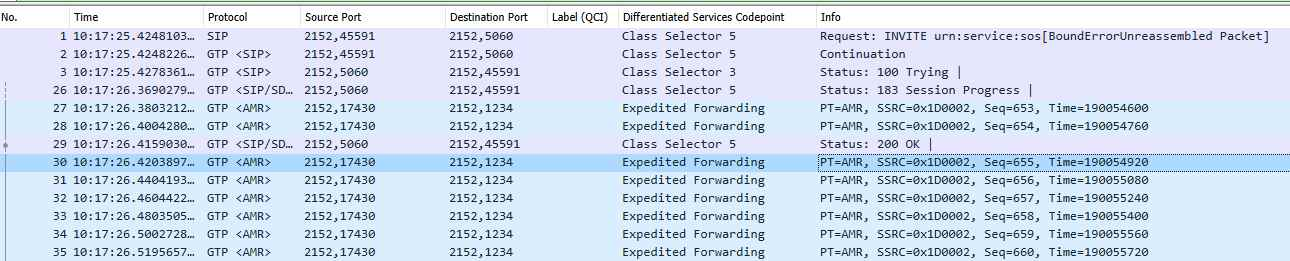 No. Time Protocol Source Port Destination Port Label (QCI) Differentiated Services Codepoint Info
1 10:17:25.4248103… SIP 2152,45591 2152,5060 Class Selector 5 Request: INVITE urn:service:sos[BoundErrorUnreassembled Packet]
2 10:17:25.4248226… GTP <SIP> 2152,45591 2152,5060 Class Selector 5 Continuation
3 10:17:25.4278361… GTP <SIP> 2152,5060 2152,45591 Class Selector 3 Status: 100 Trying |
26 10:17:26.3690279… GTP <SIP/SD… 2152,5060 2152,45591 Class Selector 5 Status: 183 Session Progress |
27 10:17:26.3803212… GTP <AMR> 2152,17430 2152,1234 Expedited Forwarding PT=AMR, SSRC=0x1D0002, Seq=653, Time=190054600
28 10:17:26.4004280… GTP <AMR> 2152,17430 2152,1234 Expedited Forwarding PT=AMR, SSRC=0x1D0002, Seq=654, Time=190054760
29 10:17:26.4159030… GTP <SIP/SD… 2152,5060 2152,45591 Class Selector 5 Status: 200 OK |
30 10:17:26.4203897… GTP <AMR> 2152,17430 2152,1234 Expedited Forwarding PT=AMR, SSRC=0x1D0002, Seq=655, Time=190054920
31 10:17:26.4404193… GTP <AMR> 2152,17430 2152,1234 Expedited Forwarding PT=AMR, SSRC=0x1D0002, Seq=656, Time=190055080
32 10:17:26.4604422… GTP <AMR> 2152,17430 2152,1234 Expedited Forwarding PT=AMR, SSRC=0x1D0002, Seq=657, Time=190055240
33 10:17:26.4803505… GTP <AMR> 2152,17430 2152,1234 Expedited Forwarding PT=AMR, SSRC=0x1D0002, Seq=658, Time=190055400
34 10:17:26.5002728… GTP <AMR> 2152,17430 2152,1234 Expedited Forwarding PT=AMR, SSRC=0x1D0002, Seq=659, Time=190055560
35 10:17:26.5195657… GTP <AMR> 2152,17430 2152,1234 Expedited Forwarding PT=AMR, SSRC=0x1D0002, Seq=660, Time=190055720